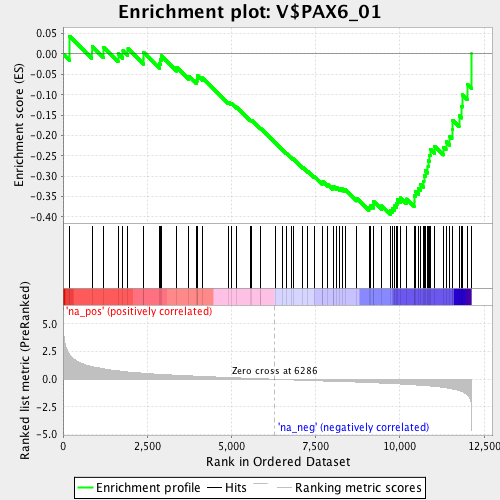 Enrichment plot: V$PAX6_01
Enrichment score (ES)
0.05
0.00
-0.05
-0.10
-0.15
-0.20
-0.25
-0.30
-0.35
-0.40
'na_pos' (positively correlated)
Ranked list metric (PreRanked)
5.0
2.5
0.0
-2.5
-5.0
Zero cross at 6286
'na_neg' (negatively correlated)
0
2,500
5,000
7,500
10,000
12,500
Rank in Ordered Dataset
Enrichment profile
Hits
Ranking metric scores